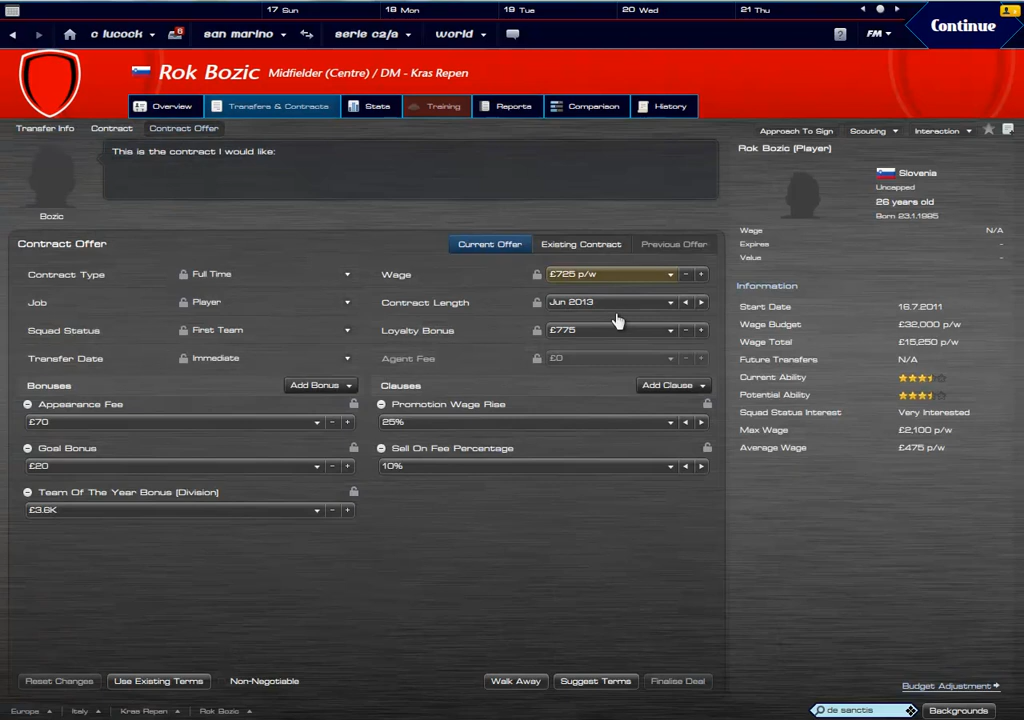 17 Sun
18 Mon
19 Tue
20 Wed
21 Thu
Continue
c lucock
6
san marino
serie c2/a
world
?
FM
Rok Bozic Midfielder (Centre) / DM - Kras Repen
Overview
Transfers & Contracts
Stats
Training
Reports
Comparison
History
Transfer Info
Contract
Contract Offer
Approach To Sign
Scouting
Interaction
This is the contract I would like:
Bozic
Rok Bozic (Player)
Slovenia
Uncapped
26 years old
Born 23.1.1985
Wage N/A
Expires -
Value -
Contract Offer
Current Offer
Existing Contract
Previous Offer
Contract Type Full Time
Wage £725 p/w - +
Job Player
Contract Length Jun 2013
Squad Status First Team
Loyalty Bonus £775 - +
Transfer Date Immediate
Agent Fee £0 - +
Bonuses Add Bonus
Clauses Add Clause
Appearance Fee
£70 - +
Promotion Wage Rise
25%
Goal Bonus
£20 - +
Sell On Fee Percentage
10%
Team Of The Year Bonus (Division)
£3.6K - +
Information
Start Date 16.7.2011
Wage Budget £32,000 p/w
Wage Total £15,250 p/w
Future Transfers N/A
Current Ability
Potential Ability
Squad Status Interest Very Interested
Max Wage £2,100 p/w
Average Wage £475 p/w
Reset Changes
Use Existing Terms
Non-Negotiable
Walk Away
Suggest Terms
Finalise Deal
Budget Adjustment
Europe
Italy
Kras Repen
Rok Bozic
de sanctis
Backgrounds